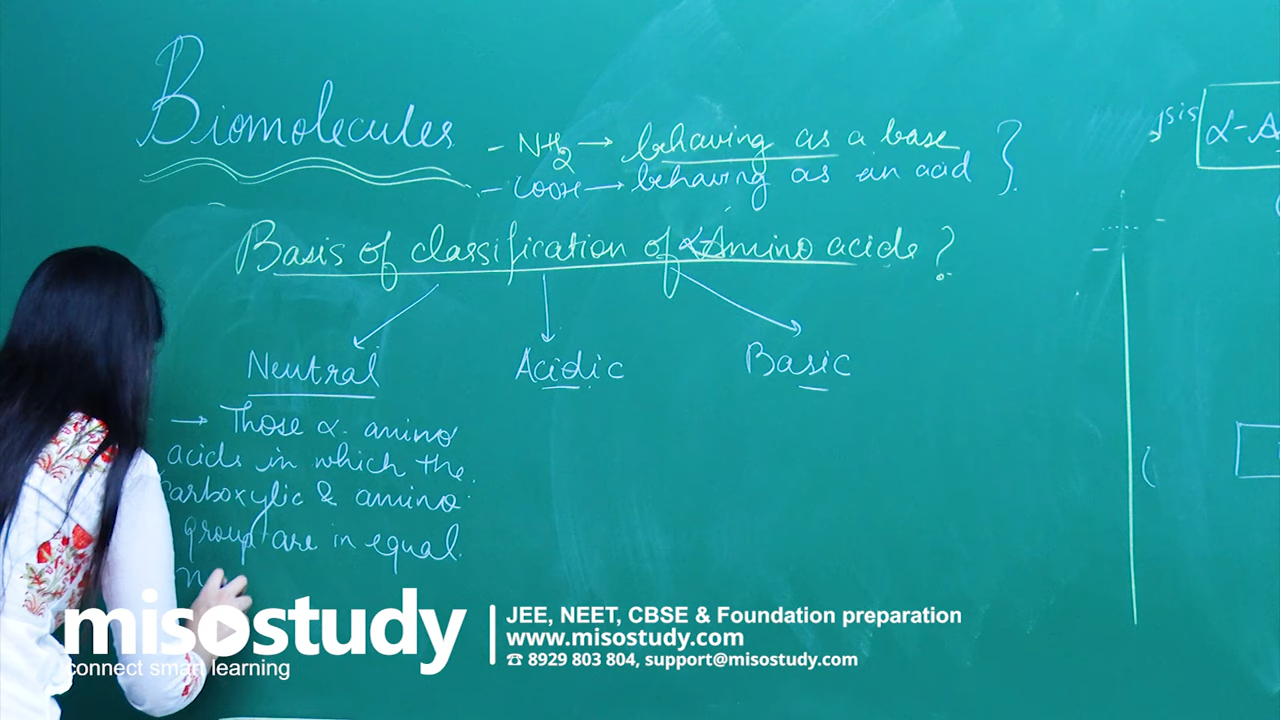 Biomolecules
- NH2 → behaving as a base
- COOH → behaving as an acid
Basis of classification of α Amino acids ?
Neutral
Acidic
Basic
→ Those α-amino
acids in which the
carboxylic & amino
group are in equal
sis
α-A
misostudy
connect smart learning
JEE, NEET, CBSE & Foundation preparation
www.misostudy.com
☎ 8929 803 804, support@misostudy.com